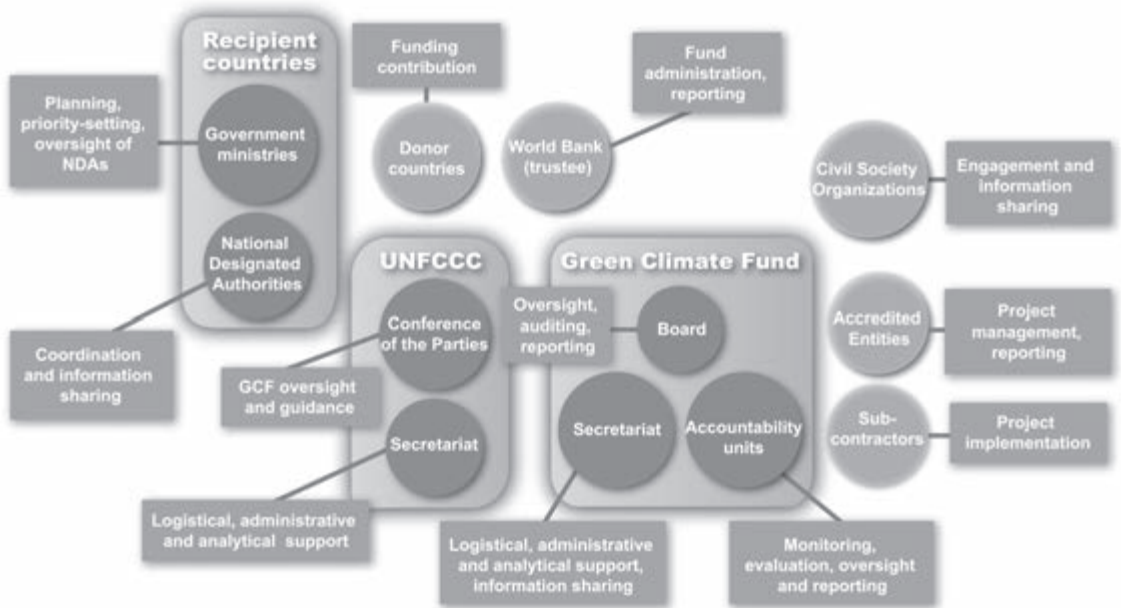 Recipient
countries
Planning,
priority-setting,
oversight of
NDAs
Government
ministries
National
Designated
Authorities
Coordination
and information
sharing
Funding
contribution
Donor
countries
World Bank
(trustee)
Fund
administration,
reporting
UNFCCC
Conference
of the Parties
GCF oversight
and guidance
Secretariat
Logistical, administrative
and analytical support
Green Climate Fund
Oversight,
auditing,
reporting
Board
Secretariat
Logistical, administrative
and analytical support,
information sharing
Accountability
units
Monitoring,
evaluation, oversight
and reporting
Civil Society
Organizations
Engagement and
information
sharing
Accredited
Entities
Project
management,
reporting
Sub-
contractors
Project
implementation